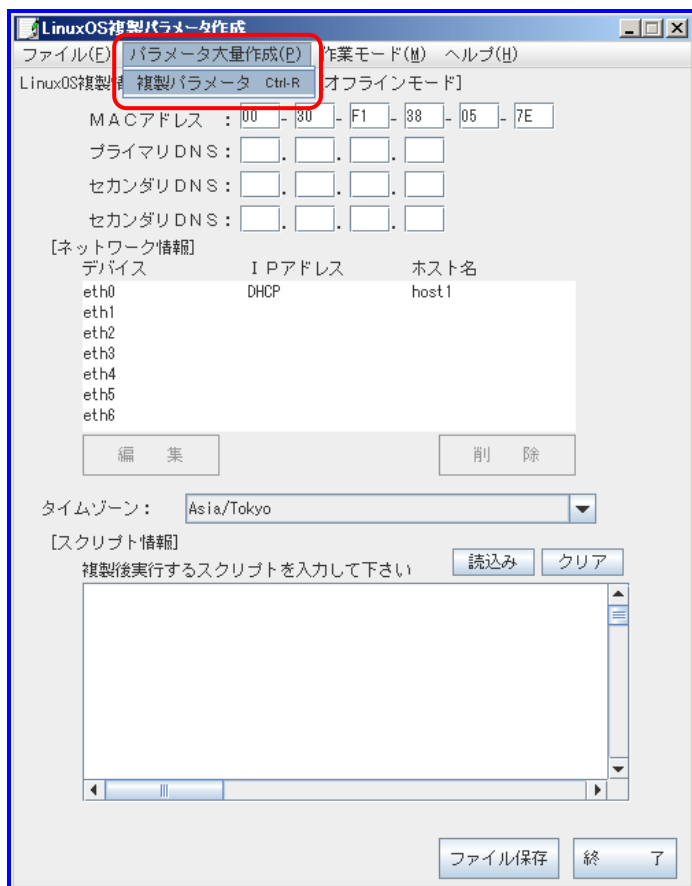 LinuxOS複製パラメータ作成
ファイル(F) パラメータ大量作成(P) 作業モード(M) ヘルプ(H)
LinuxOS複製 複製パラメータ Ctrl-R [オフラインモード]
MACアドレス : 00 - 30 - F1 - 38 - 05 - 7E
プライマリDNS : . . .
セカンダリDNS : . . .
セカンダリDNS : . . .
[ネットワーク情報]
デバイス IPアドレス ホスト名
eth0 DHCP host1
eth1
eth2
eth3
eth4
eth5
eth6
編 集 削 除
タイムゾーン : Asia/Tokyo
[スクリプト情報]
複製後実行するスクリプトを入力して下さい 読込み クリア
ファイル保存 終 了